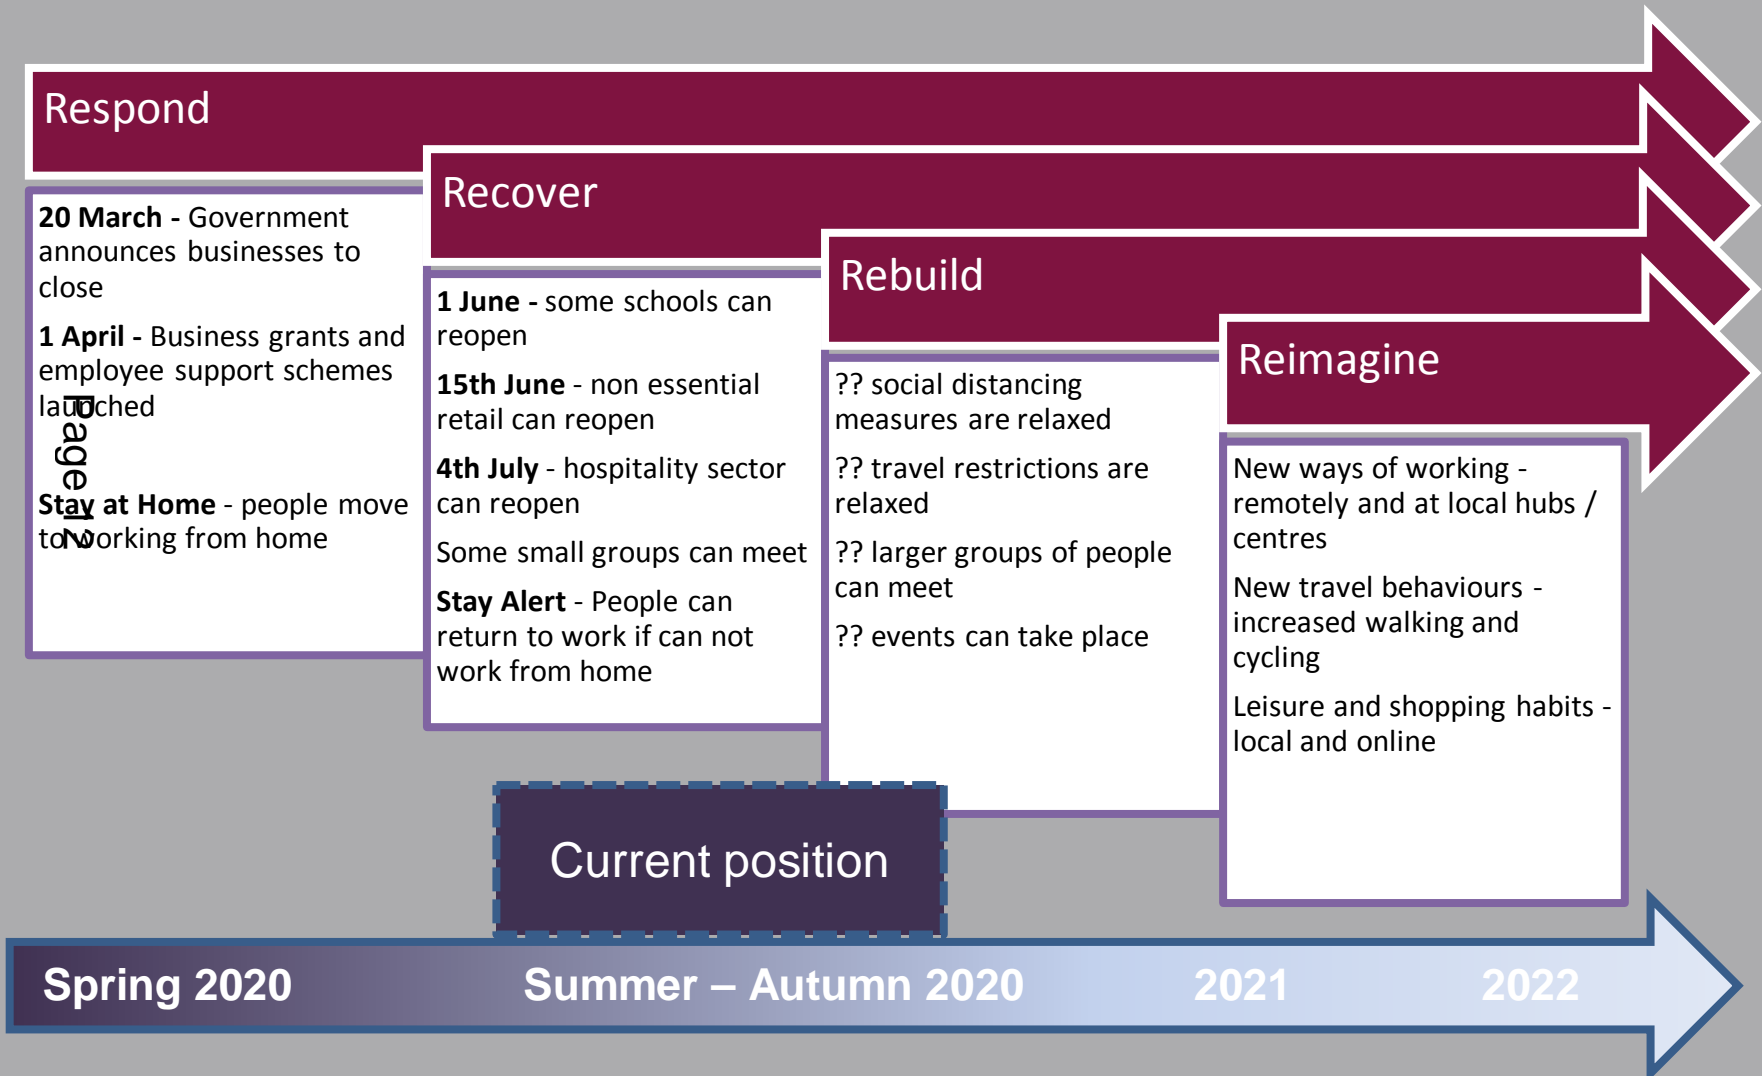 Respond
20 March - Government
announces businesses to
close
1 April - Business grants and
employee support schemes
launched
Stay at Home - people move
to working from home
Page 12
Recover
1 June - some schools can
reopen
15th June - non essential
retail can reopen
4th July - hospitality sector
can reopen
Some small groups can meet
Stay Alert - People can
return to work if can not
work from home
Rebuild
?? social distancing
measures are relaxed
?? travel restrictions are
relaxed
?? larger groups of people
can meet
?? events can take place
Reimagine
New ways of working -
remotely and at local hubs /
centres
New travel behaviours -
increased walking and
cycling
Leisure and shopping habits -
local and online
Current position
Spring 2020 Summer – Autumn 2020 2021 2022